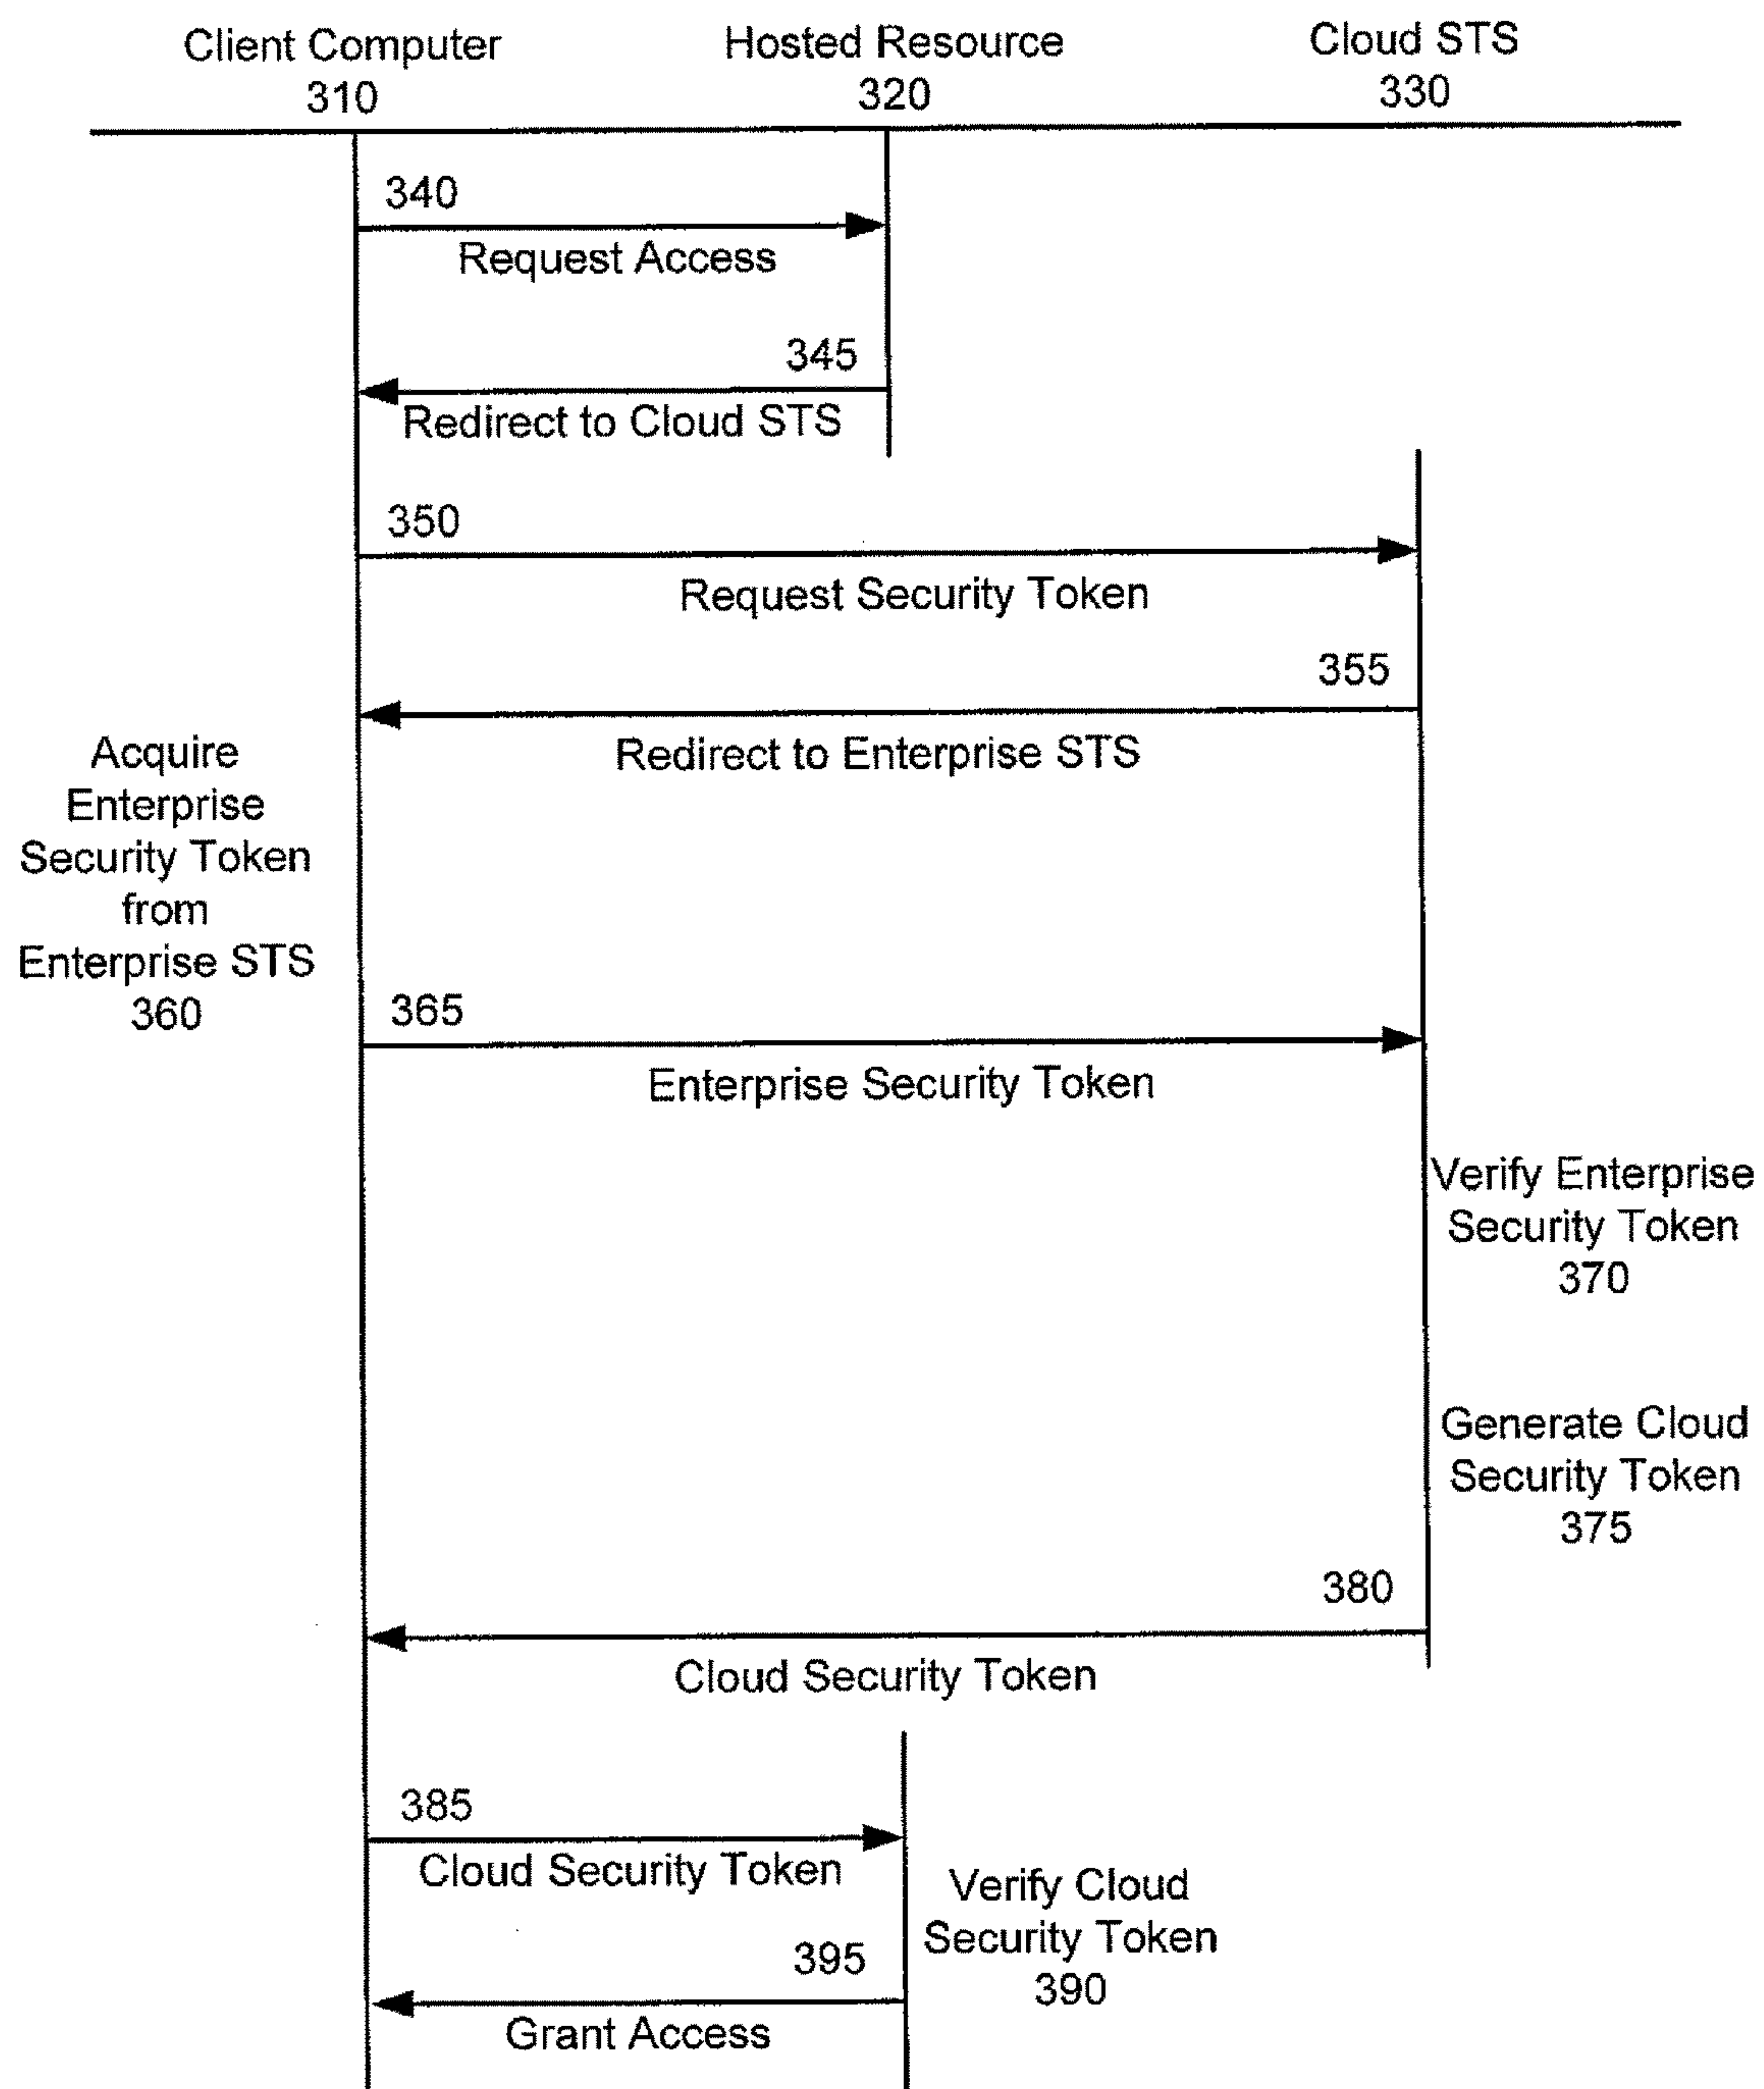 Client Computer
310
Hosted Resource
320
Cloud STS
330
340
Request Access
345
Redirect to Cloud STS
350
Request Security Token
355
Redirect to Enterprise STS
Acquire
Enterprise
Security Token
from
Enterprise STS
360
365
Enterprise Security Token
Verify Enterprise
Security Token
370
Generate Cloud
Security Token
375
380
Cloud Security Token
385
Cloud Security Token
Verify Cloud
Security Token
390
395
Grant Access